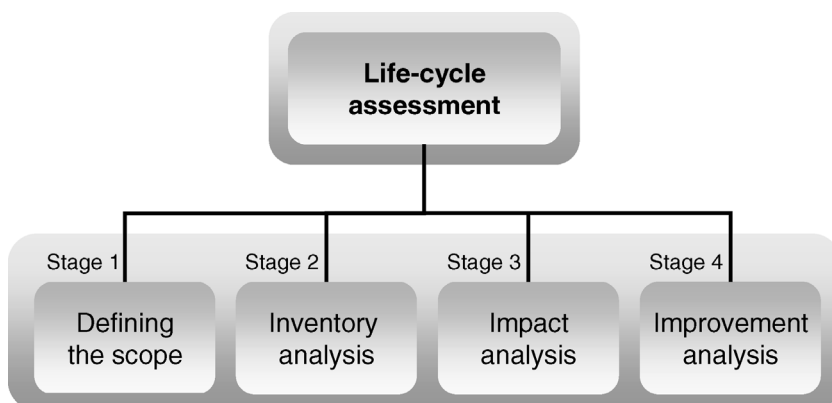 Life-cycle
assessment
Stage 1
Defining
the scope
Stage 2
Inventory
analysis
Stage 3
Impact
analysis
Stage 4
Improvement
analysis